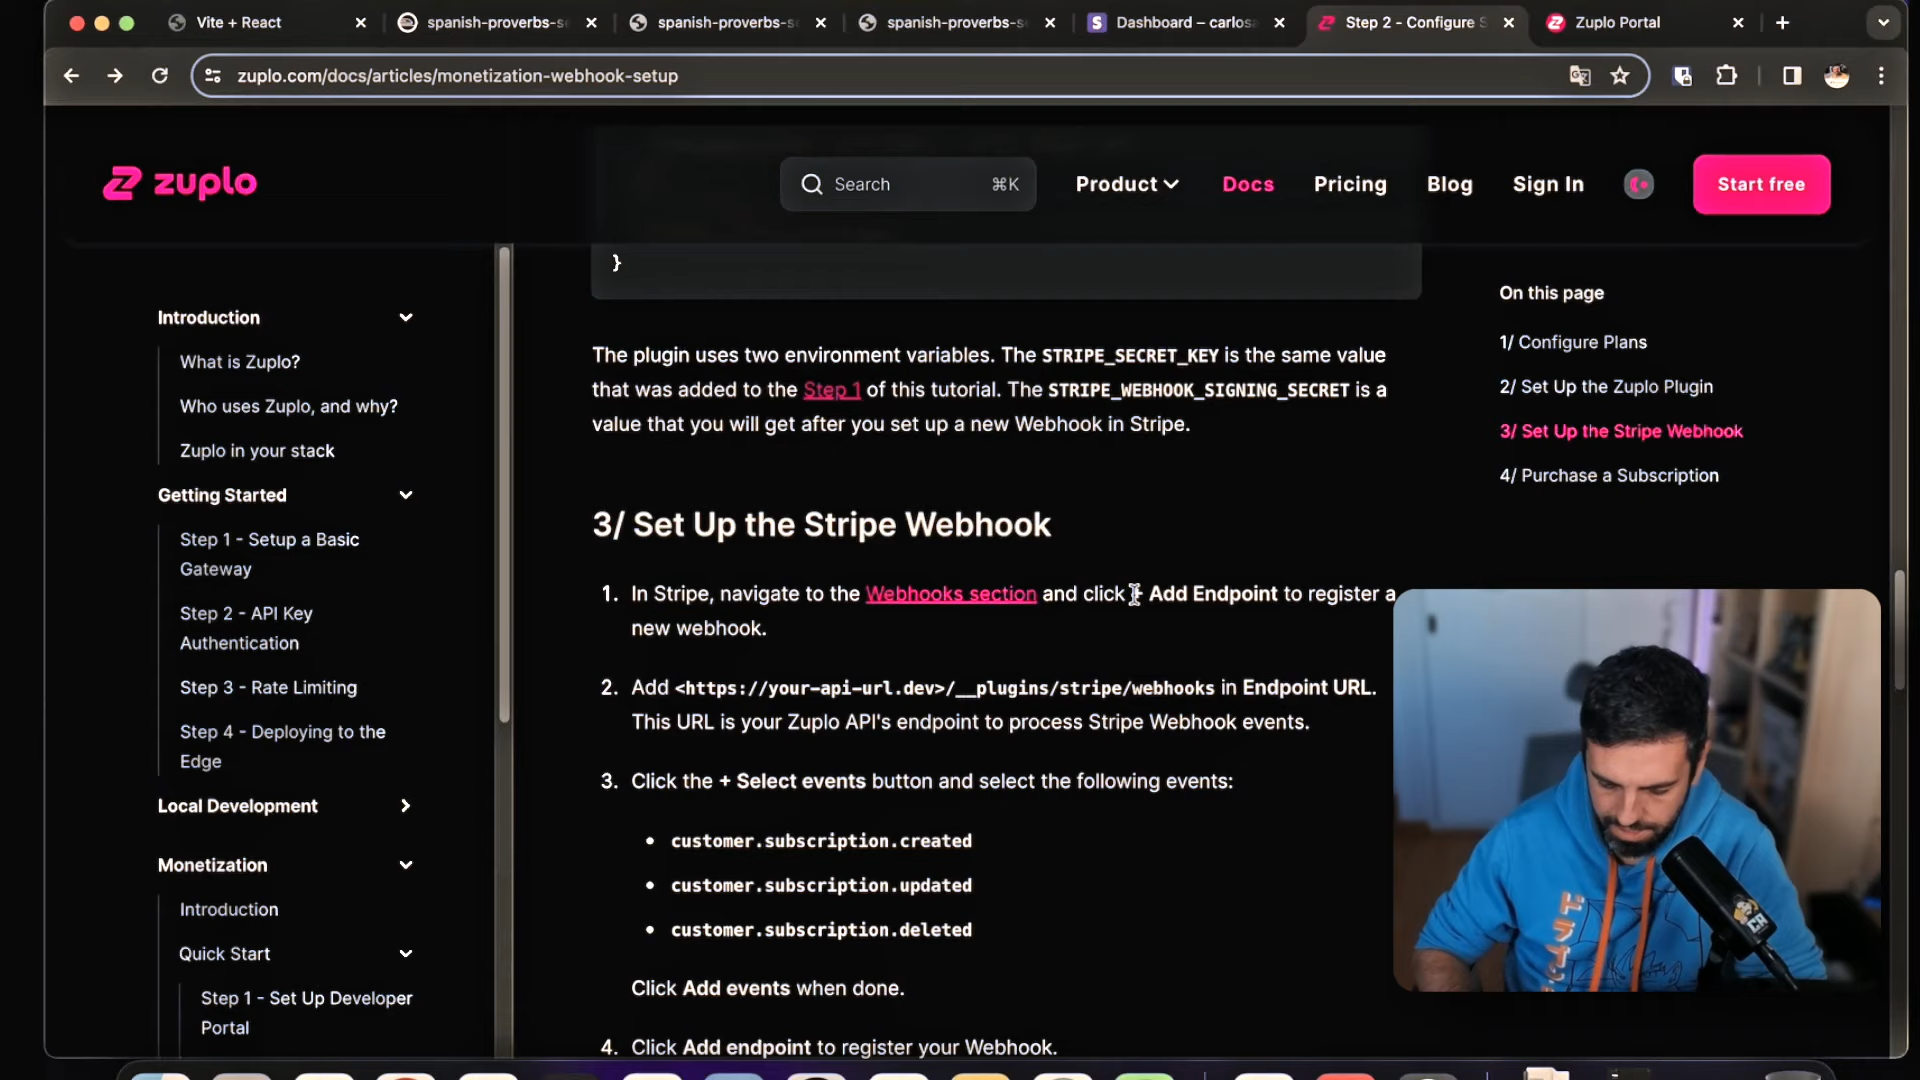 Vite + React
spanish-proverbs-s
spanish-proverbs-s
spanish-proverbs-s
Dashboard – carlosa
Step 2 - Configure S
Zuplo Portal
zuplo.com/docs/articles/monetization-webhook-setup
zuplo
Search ⌘K
Product
Docs
Pricing
Blog
Sign In
Start free
Introduction
What is Zuplo?
Who uses Zuplo, and why?
Zuplo in your stack
Getting Started
Step 1 - Setup a Basic
Gateway
Step 2 - API Key
Authentication
Step 3 - Rate Limiting
Step 4 - Deploying to the
Edge
Local Development
Monetization
Introduction
Quick Start
Step 1 - Set Up Developer
Portal
}
The plugin uses two environment variables. The STRIPE_SECRET_KEY is the same value
that was added to the Step 1 of this tutorial. The STRIPE_WEBHOOK_SIGNING_SECRET is a
value that you will get after you set up a new Webhook in Stripe.
3/ Set Up the Stripe Webhook
1. In Stripe, navigate to the Webhooks section and click + Add Endpoint to register a
new webhook.
2. Add <https://your-api-url.dev>/__plugins/stripe/webhooks in Endpoint URL.
This URL is your Zuplo API's endpoint to process Stripe Webhook events.
3. Click the + Select events button and select the following events:
• customer.subscription.created
• customer.subscription.updated
• customer.subscription.deleted
Click Add events when done.
4. Click Add endpoint to register your Webhook.
On this page
1/ Configure Plans
2/ Set Up the Zuplo Plugin
3/ Set Up the Stripe Webhook
4/ Purchase a Subscription